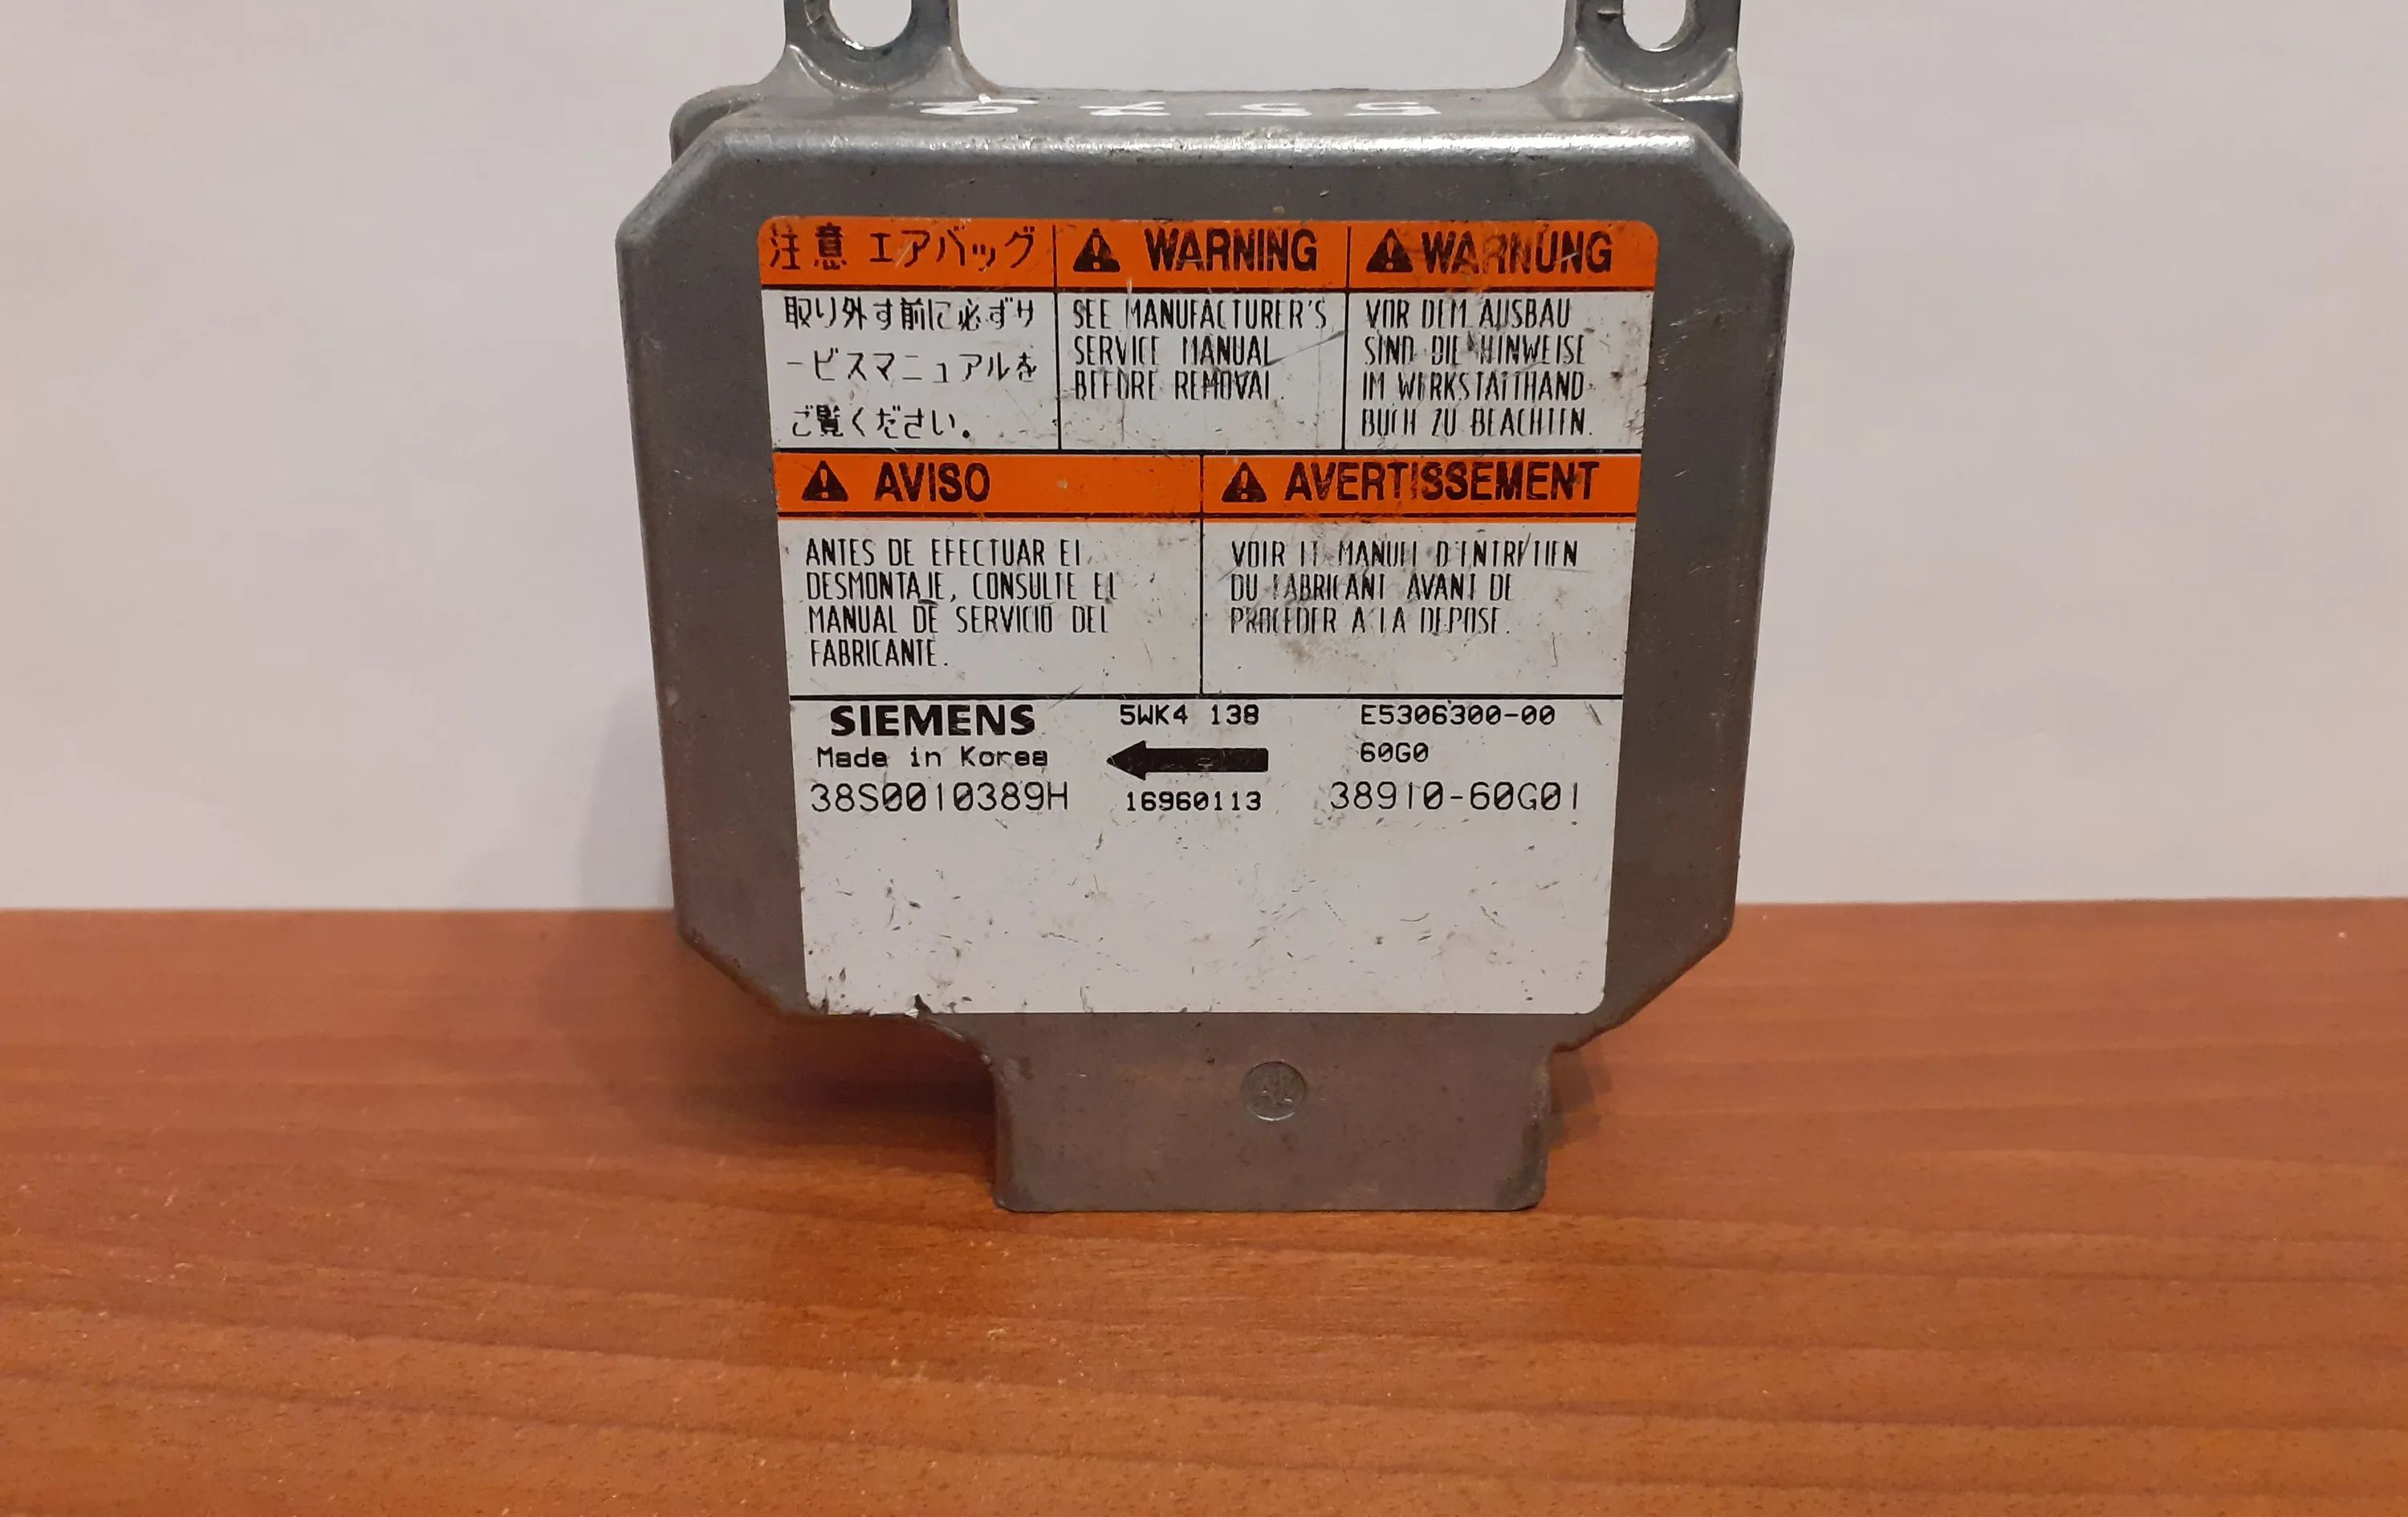 注意 エアバッグ
取り外す前に必ずサ
ービスマニュアルを
ご覧ください。
WARNING
SEE MANUFACTURER'S
SERVICE MANUAL
BEFORE REMOVAL.
WARNUNG
VOR DEM AUSBAU
SIND DIE HINWEISE
IM WERKSTATTHAND
BUCH ZU BEACHTEN.
AVISO
ANTES DE EFECTUAR EL
DESMONTAJE, CONSULTE EL
MANUAL DE SERVICIO DEL
FABRICANTE.
AVERTISSEMENT
VOIR LE MANUEL D'ENTRETIEN
DU FABRICANT AVANT DE
PROCEDER A LA DEPOSE.
SIEMENS 5WK4 138 E5306300-00
Made in Korea 60G0
38S0010389H 16960113 38910-60G01